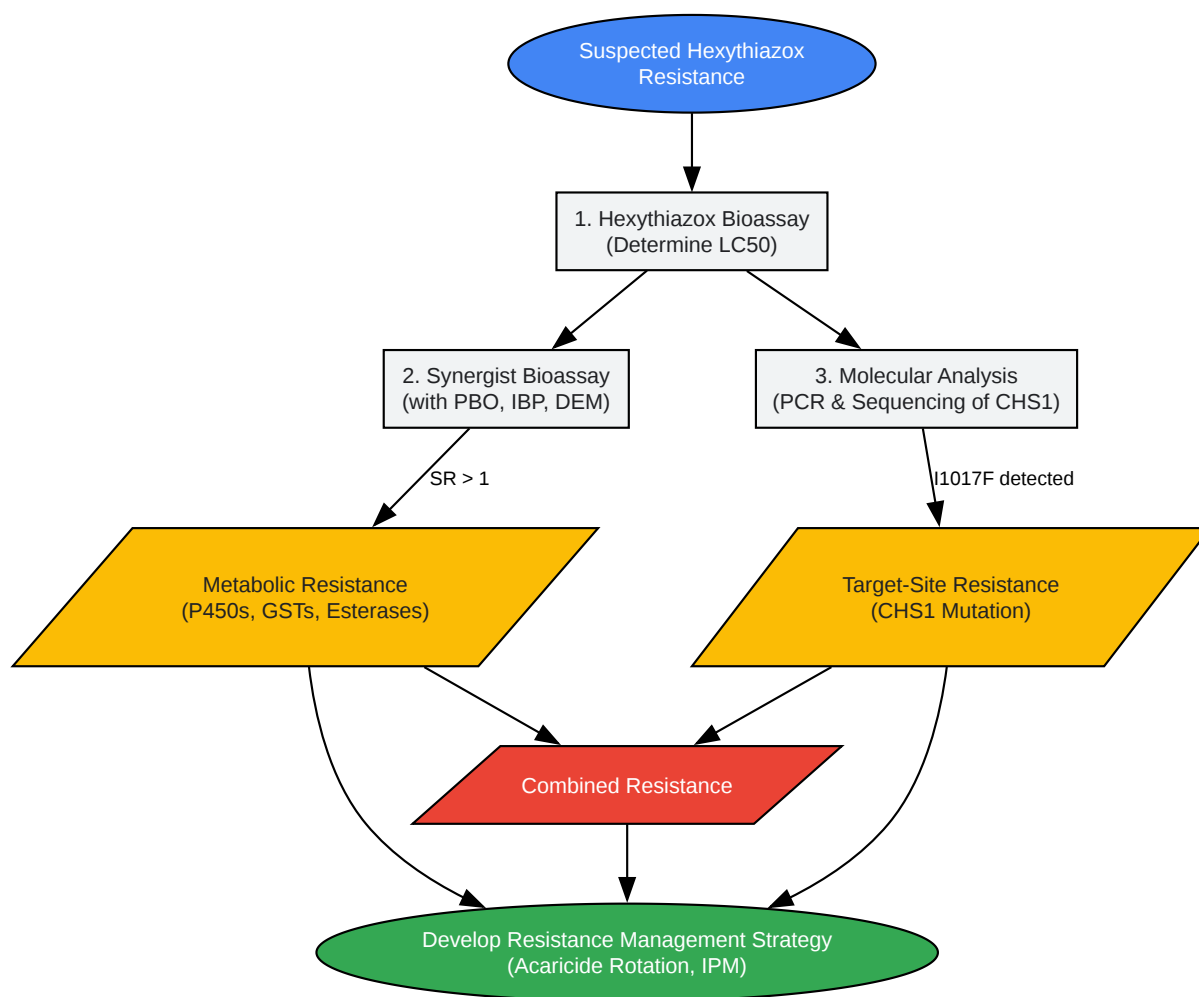 Suspected Hexythiazox
Resistance
1. Hexythiazox Bioassay
(Determine LC50)
2. Synergist Bioassay
(with PBO, IBP, DEM)
3. Molecular Analysis
(PCR & Sequencing of CHS1)
SR > 1
I1017F detected
Metabolic Resistance
(P450s, GSTs, Esterases)
Target-Site Resistance
(CHS1 Mutation)
Combined Resistance
Develop Resistance Management Strategy
(Acaricide Rotation, IPM)